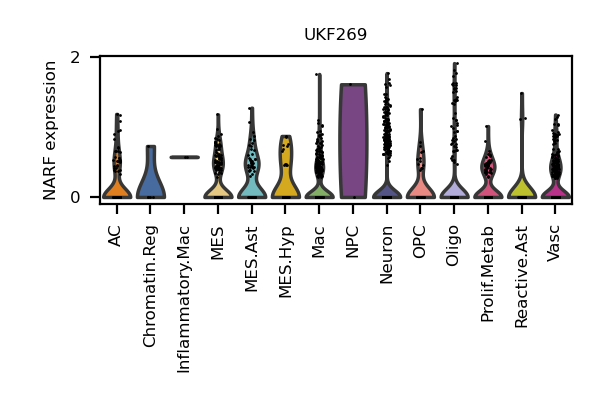 UKF269
NARF expression
2
0
AC
Chromatin.Reg
Inflammatory.Mac
MES
MES.Ast
MES.Hyp
Mac
NPC
Neuron
OPC
Oligo
Prolif.Metab
Reactive.Ast
Vasc